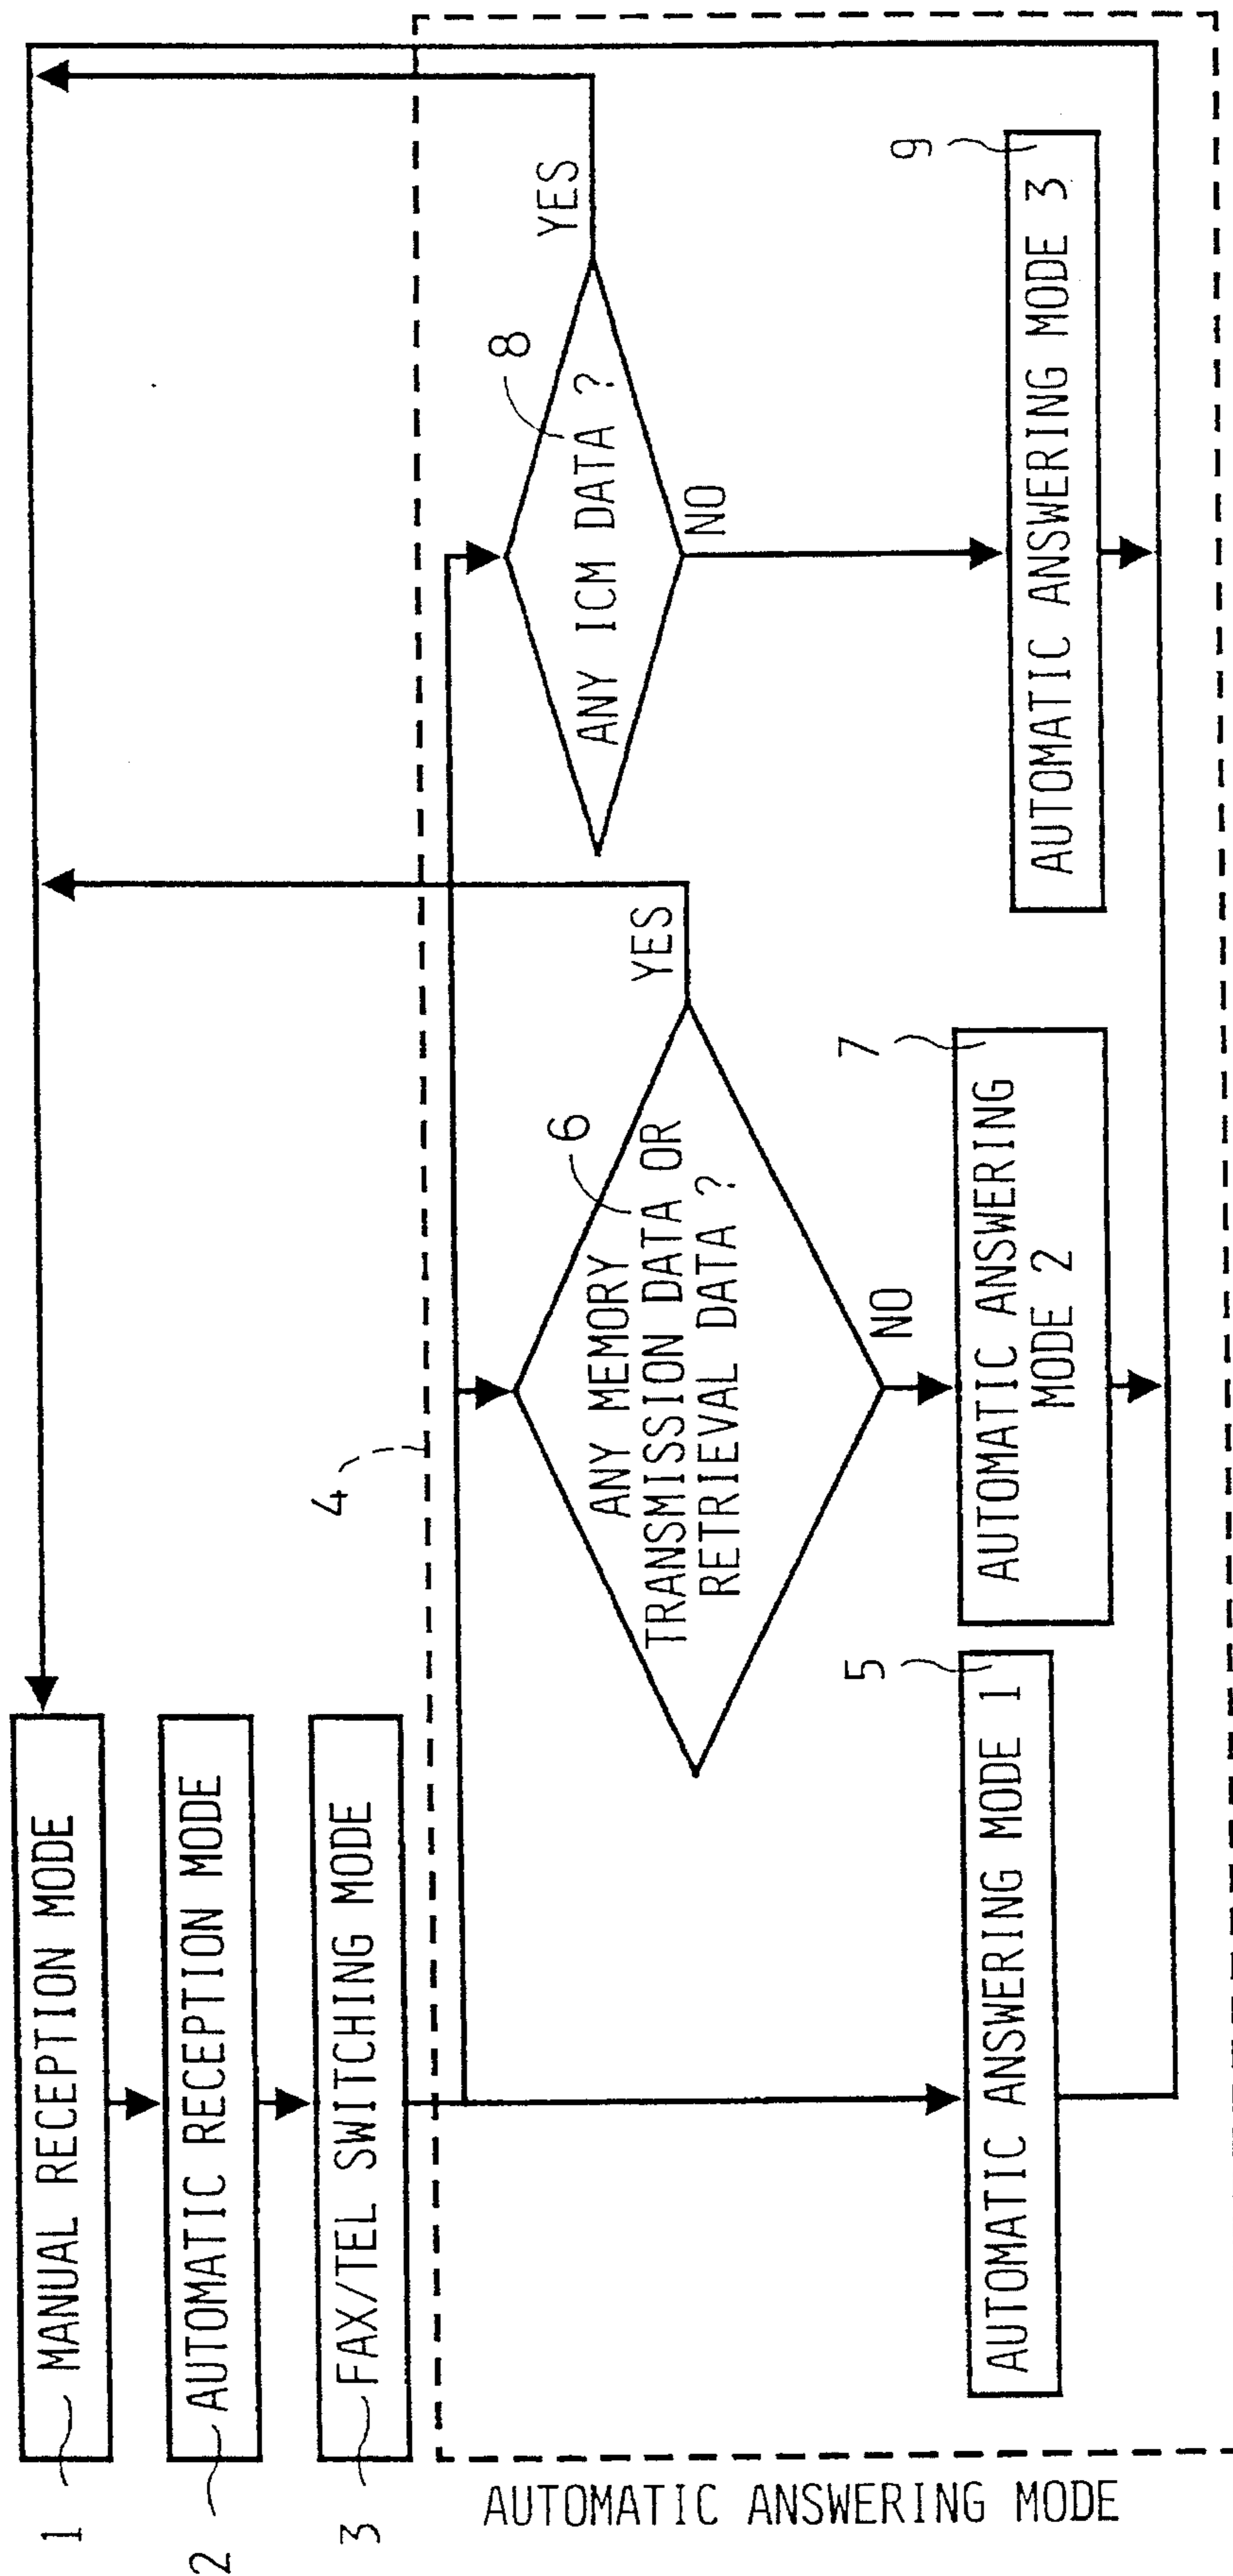 1 MANUAL RECEPTION MODE
2 AUTOMATIC RECEPTION MODE
3 FAX/TEL SWITCHING MODE
4
AUTOMATIC ANSWERING MODE
AUTOMATIC ANSWERING MODE 1
5
6
ANY MEMORY
TRANSMISSION DATA OR
RETRIEVAL DATA ?
YES
NO
7
AUTOMATIC ANSWERING
MODE 2
8
ANY ICM DATA ?
YES
NO
9
AUTOMATIC ANSWERING MODE 3